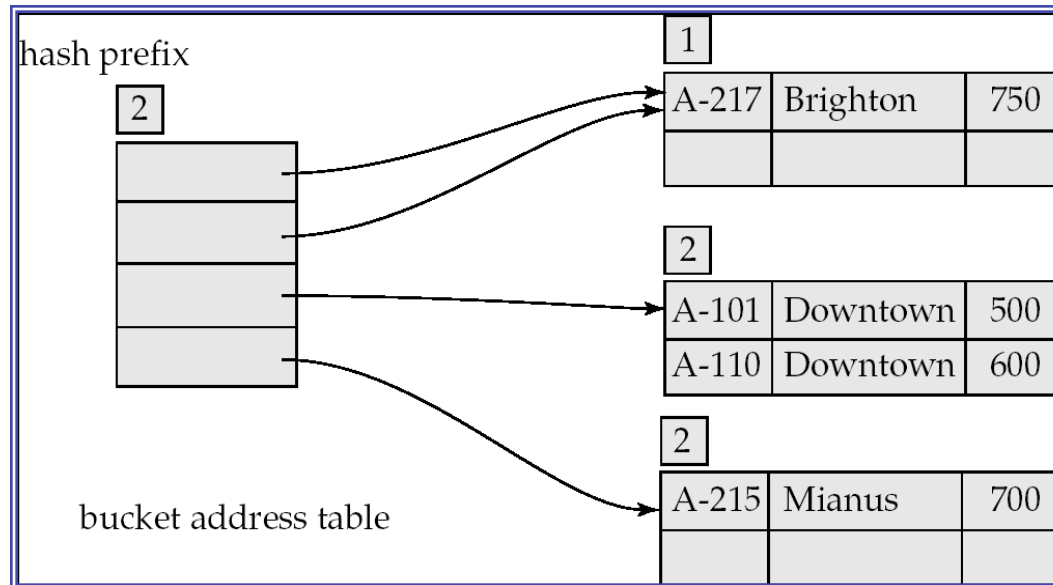 hash prefix
2
1
A-217 Brighton 750
2
A-101 Downtown 500
A-110 Downtown 600
2
A-215 Mianus 700
bucket address table